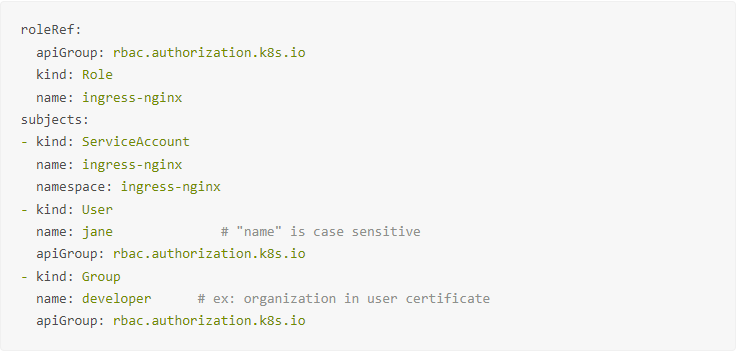 roleRef:
  apiGroup: rbac.authorization.k8s.io
  kind: Role
  name: ingress-nginx
subjects:
- kind: ServiceAccount
  name: ingress-nginx
  namespace: ingress-nginx
- kind: User
  name: jane              # "name" is case sensitive
  apiGroup: rbac.authorization.k8s.io
- kind: Group
  name: developer      # ex: organization in user certificate
  apiGroup: rbac.authorization.k8s.io